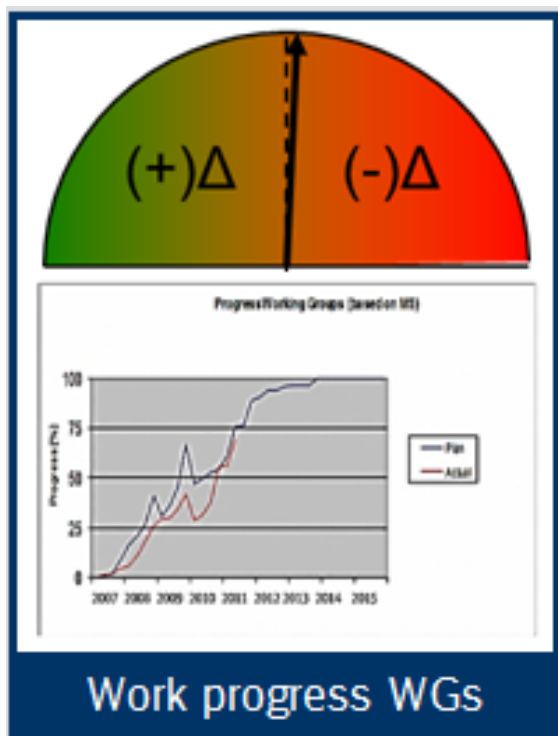 (+)Δ (-)Δ
Progress Working Groups (based on MS)
100
75
50
25
0
Progress (%)
Plan
Actual
2007 2008 2009 2010 2011 2012 2013 2014 2015
Work progress WGs